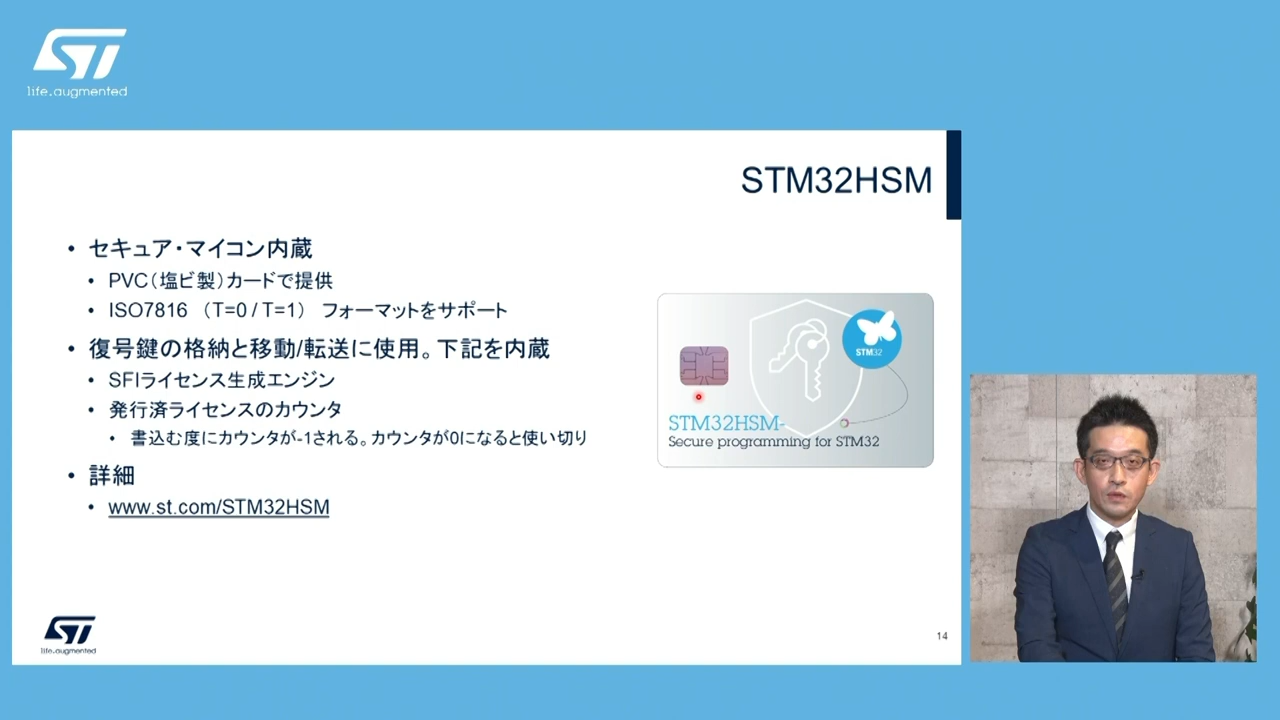 ST
life.augmented
STM32HSM
• セキュア・マイコン内蔵
• PVC（塩ビ製）カードで提供
• ISO7816 （T=0 / T=1） フォーマットをサポート
• 復号鍵の格納と移動/転送に使用。下記を内蔵
• SFIライセンス生成エンジン
• 発行済ライセンスのカウンタ
• 書込む度にカウンタが-1される。カウンタが0になると使い切り
• 詳細
• www.st.com/STM32HSM
STM32
STM32HSM-
Secure programming for STM32
ST
life.augmented
14